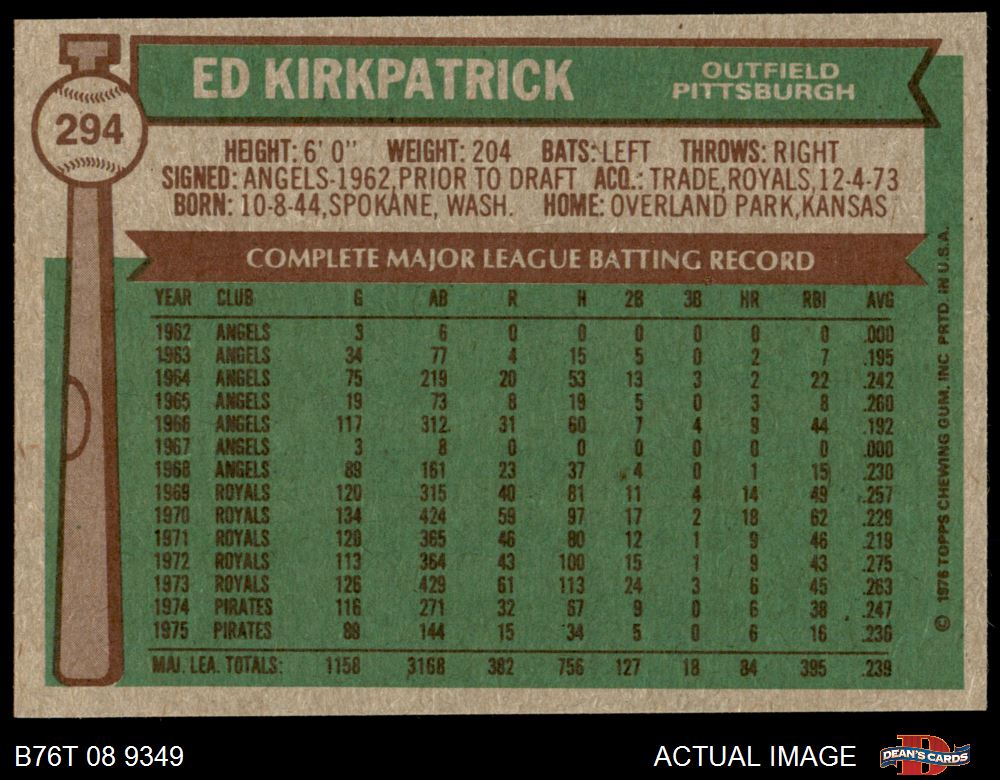 294
ED KIRKPATRICK
OUTFIELD
PITTSBURGH
HEIGHT: 6' 0" WEIGHT: 204 BATS: LEFT THROWS: RIGHT
SIGNED: ANGELS-1962, PRIOR TO DRAFT ACQ.: TRADE, ROYALS, 12-4-73
BORN: 10-8-44, SPOKANE, WASH. HOME: OVERLAND PARK, KANSAS
COMPLETE MAJOR LEAGUE BATTING RECORD
YEAR CLUB G AB R H 2B 3B HR RBI AVG
1962 ANGELS 3 6 0 0 0 0 0 0 .000
1963 ANGELS 34 77 4 15 5 0 2 7 .195
1964 ANGELS 75 219 20 53 13 3 2 22 .242
1965 ANGELS 19 73 8 19 5 0 3 8 .260
1966 ANGELS 117 312 31 60 7 4 9 44 .192
1967 ANGELS 3 8 0 0 0 0 0 0 .000
1968 ANGELS 89 161 23 37 4 0 1 15 .230
1969 ROYALS 120 315 40 81 11 4 14 49 .257
1970 ROYALS 134 424 59 97 17 2 18 62 .229
1971 ROYALS 120 365 46 80 12 1 9 46 .219
1972 ROYALS 113 364 43 100 15 1 9 43 .275
1973 ROYALS 126 429 61 113 24 3 6 45 .263
1974 PIRATES 116 271 32 67 9 0 6 38 .247
1975 PIRATES 89 144 15 34 5 0 6 16 .236
MAJ. LEA. TOTALS: 1158 3168 382 756 127 18 84 395 .239
© 1976 TOPPS CHEWING GUM, INC PRTD. IN U.S.A.
B76T 08 9349
ACTUAL IMAGE
DEAN'S CARDS